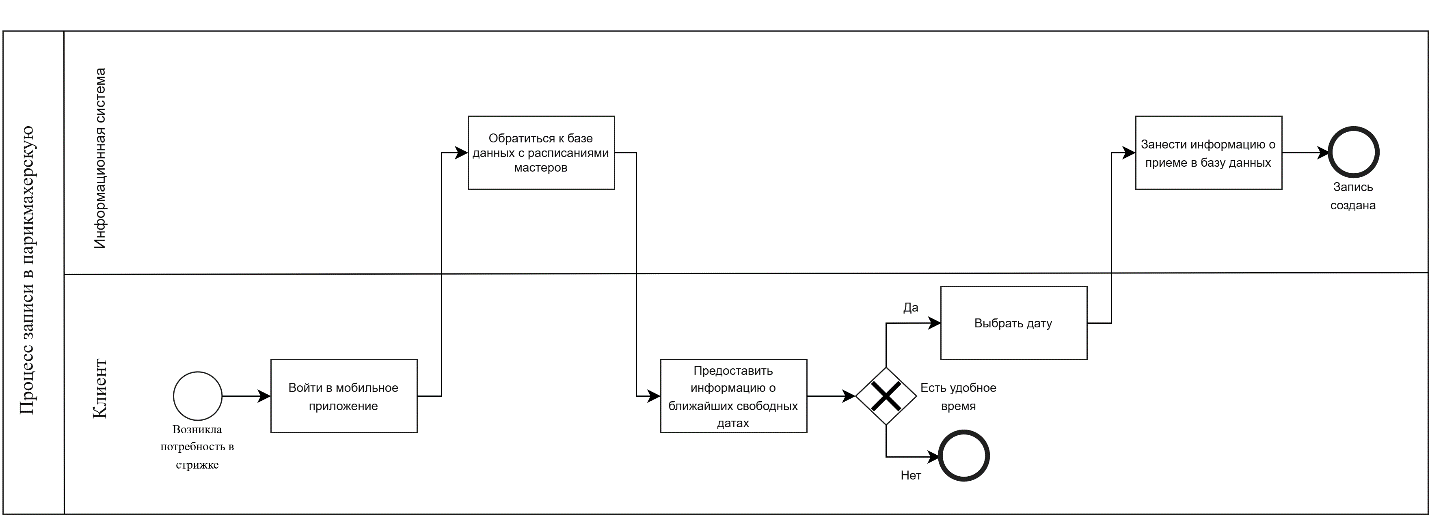 Процесс записи в парикмахерскую
Информационная система
Обратиться к базе
данных с расписаниями
мастеров
Занести информацию о
приеме в базу данных
Запись
создана
Клиент
Возникла
потребность в
стрижке
Войти в мобильное
приложение
Предоставить
информацию о
ближайших свободных
датах
Есть удобное
время
Да
Выбрать дату
Нет